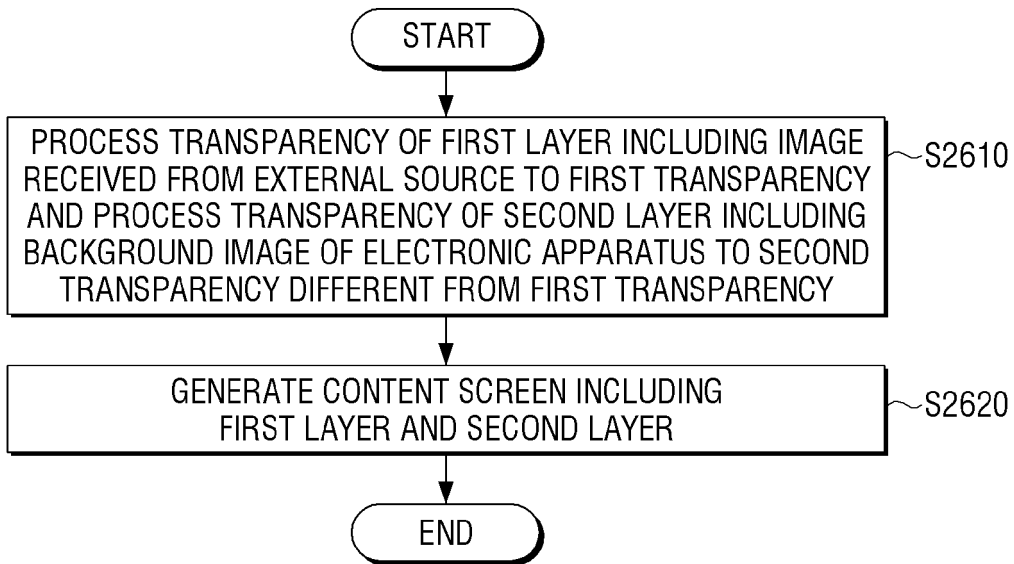 START
PROCESS TRANSPARENCY OF FIRST LAYER INCLUDING IMAGE
RECEIVED FROM EXTERNAL SOURCE TO FIRST TRANSPARENCY
AND PROCESS TRANSPARENCY OF SECOND LAYER INCLUDING
BACKGROUND IMAGE OF ELECTRONIC APPARATUS TO SECOND
TRANSPARENCY DIFFERENT FROM FIRST TRANSPARENCY
S2610
GENERATE CONTENT SCREEN INCLUDING
FIRST LAYER AND SECOND LAYER
S2620
END